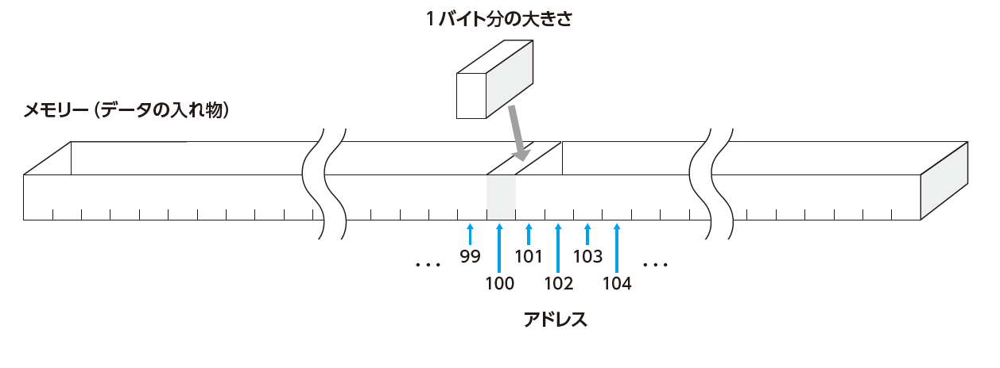 1バイト分の大きさ
メモリー(データの入れ物)
... 99 101 103 ...
100 102 104
アドレス